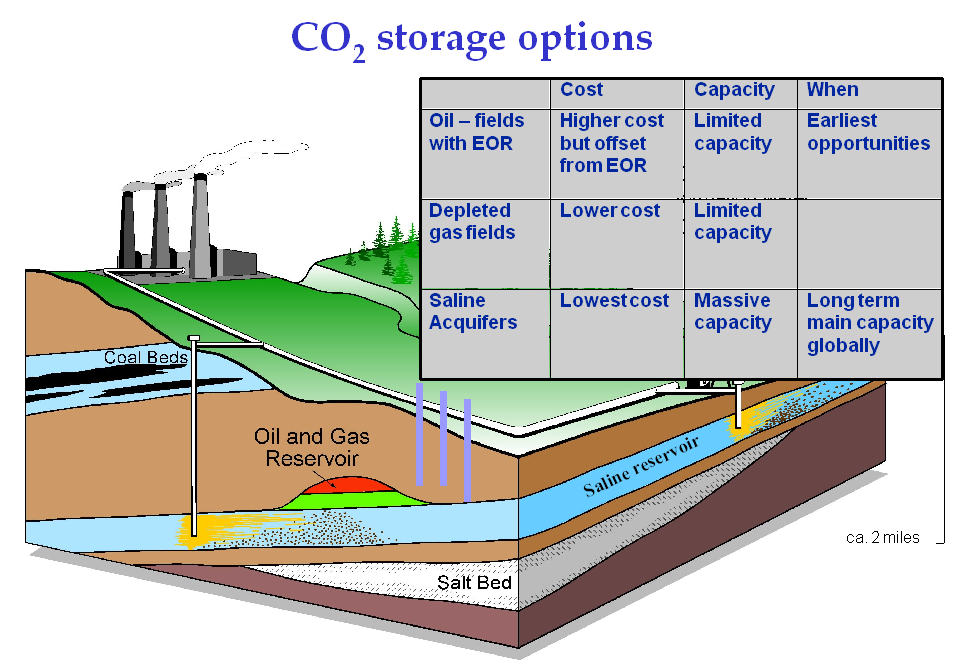 CO2 storage options
Cost Capacity When
Oil – fields with EOR
Higher cost but offset from EOR
Limited capacity
Earliest opportunities
Depleted gas fields
Lower cost
Limited capacity
Saline Acquifers
Lowest cost
Massive capacity
Long term main capacity globally
Coal Beds
Oil and Gas
Reservoir
Saline reservoir
ca. 2 miles
Salt Bed